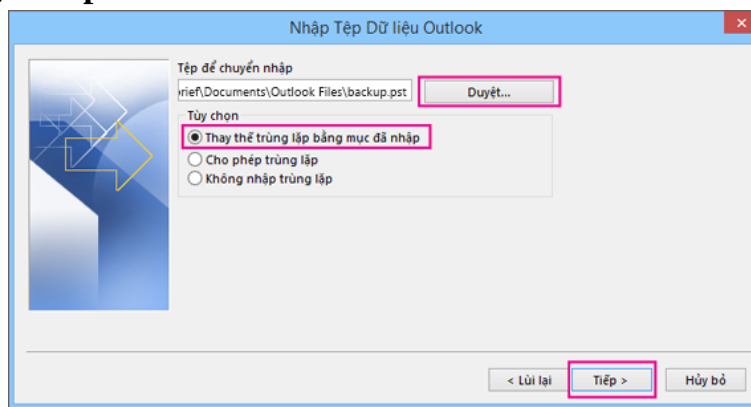 Nhập Tệp Dữ liệu Outlook
Tệp để chuyển nhập
rief\Documents\Outlook Files\backup.pst
Duyệt...
Tùy chọn
Thay thế trùng lặp bằng mục đã nhập
Cho phép trùng lặp
Không nhập trùng lặp
< Lùi lại
Tiếp >
Hủy bỏ